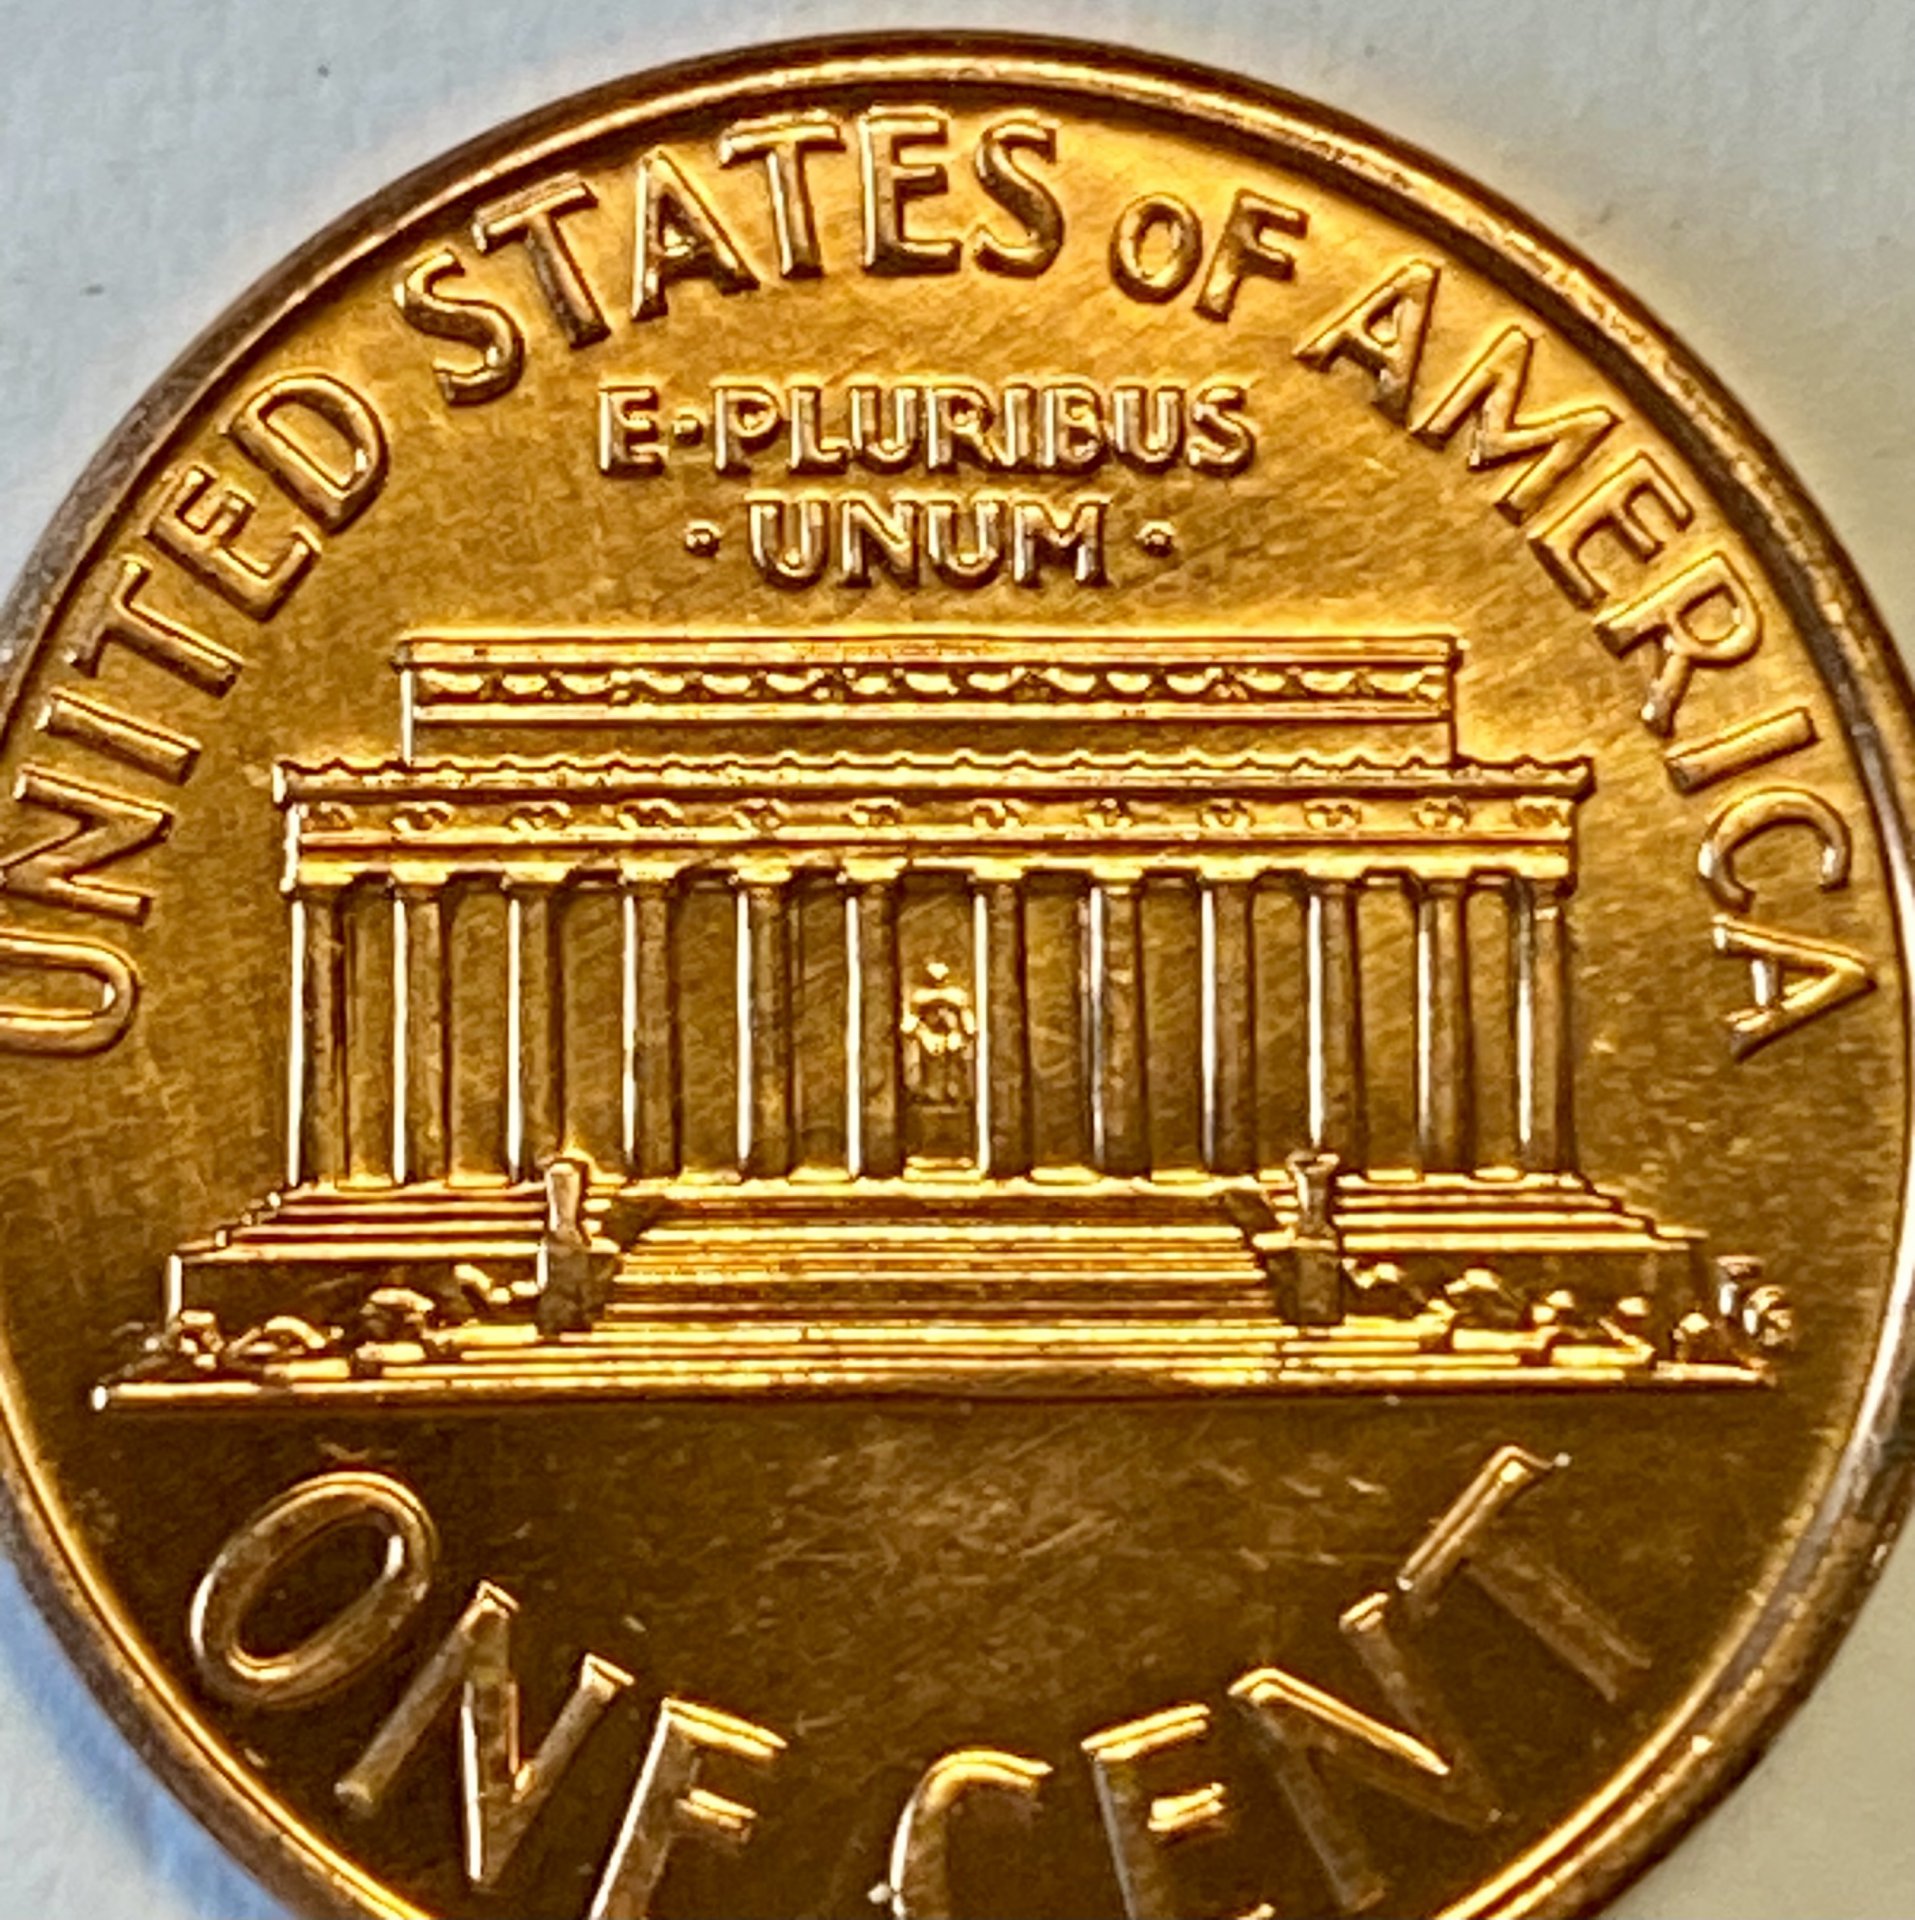 UNITED STATES OF AMERICA
E·PLURIBUS
·UNUM·
ONE CENT